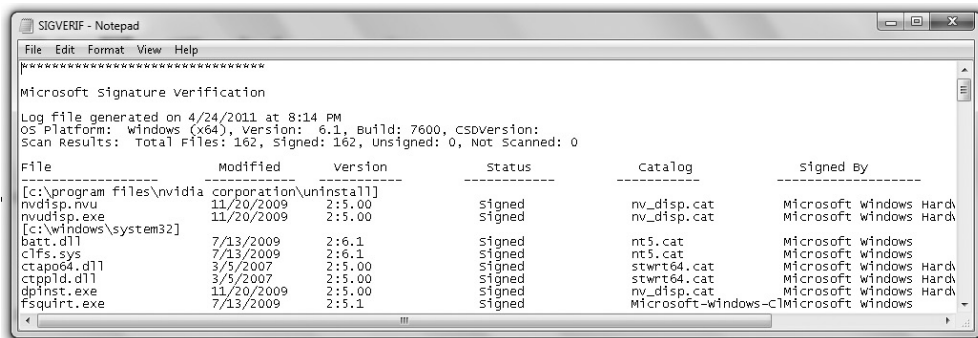 SIGVERIF - Notepad
File Edit Format View Help
********************************
Microsoft Signature Verification
Log file generated on 4/24/2011 at 8:14 PM
OS Platform: Windows (x64), Version: 6.1, Build: 7600, CSDVersion:
Scan Results: Total Files: 162, Signed: 162, Unsigned: 0, Not Scanned: 0
File Modified Version Status Catalog Signed By
------------------ ------------ ----------- ------------ ----------- -------------------
[c:\program files\nvidia corporation\uninstall]
nvdisp.nvu 11/20/2009 2:5.00 Signed nv_disp.cat Microsoft Windows Hardw
nvudisp.exe 11/20/2009 2:5.00 Signed nv_disp.cat Microsoft Windows Hardw
[c:\windows\system32]
batt.dll 7/13/2009 2:6.1 Signed nt5.cat Microsoft Windows
clfs.sys 7/13/2009 2:6.1 Signed nt5.cat Microsoft Windows
ctapo64.dll 3/5/2007 2:5.00 Signed stwrt64.cat Microsoft Windows Hardw
ctppld.dll 3/5/2007 2:5.00 Signed stwrt64.cat Microsoft Windows Hardw
dpinst.exe 11/20/2009 2:5.00 Signed nv_disp.cat Microsoft Windows Hardw
fsquirt.exe 7/13/2009 2:5.1 Signed Microsoft-Windows-ClMicrosoft Windows